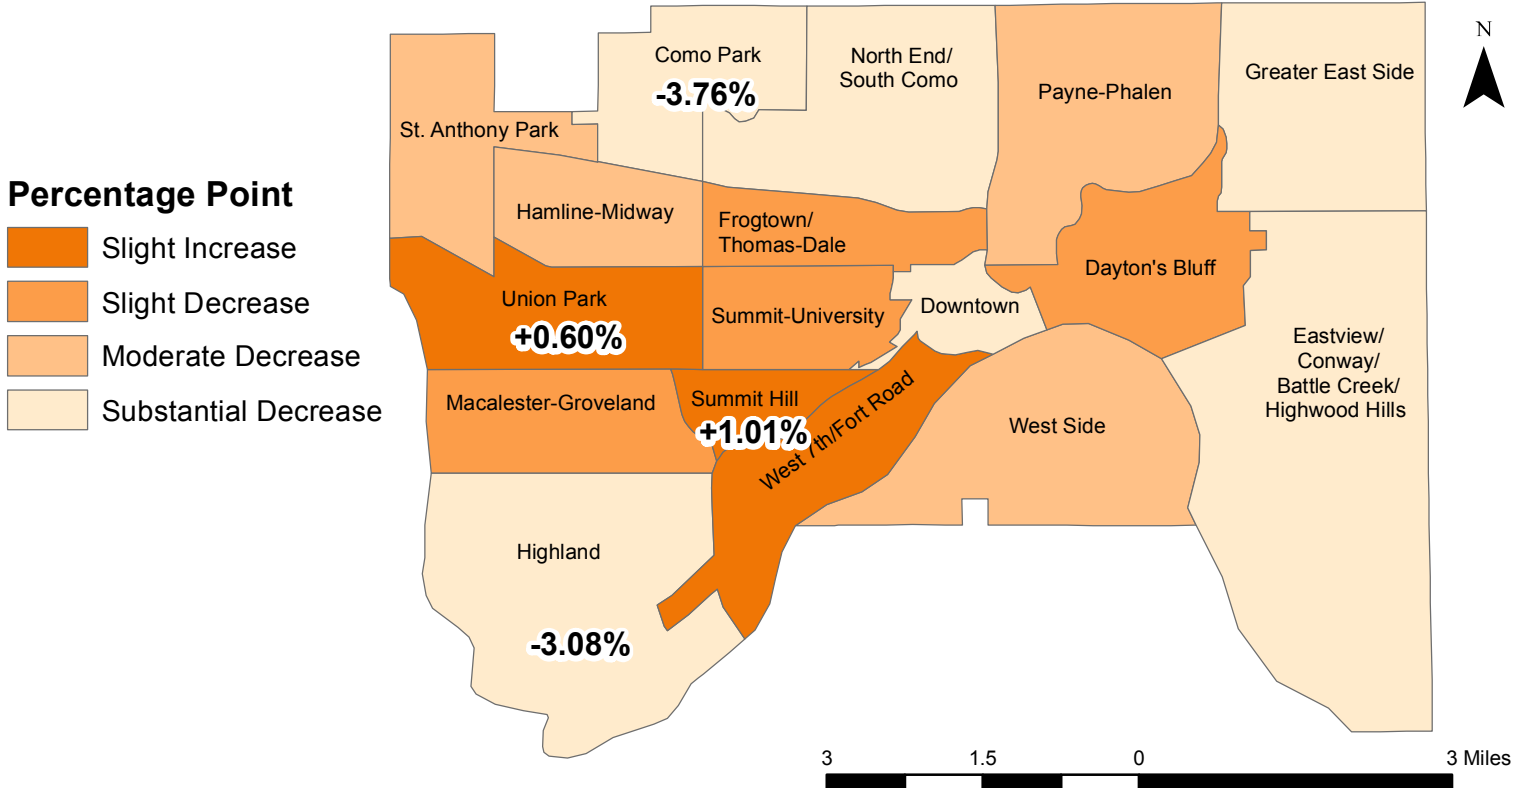 N
Como Park
-3.76%
North End/
South Como
Payne-Phalen
Greater East Side
St. Anthony Park
Percentage Point
Slight Increase
Slight Decrease
Moderate Decrease
Substantial Decrease
Hamline-Midway
Frogtown/
Thomas-Dale
Dayton's Bluff
Union Park
+0.60%
Summit-University
Downtown
Eastview/
Conway/
Battle Creek/
Highwood Hills
Macalester-Groveland
Summit Hill
+1.01%
West 7th/Fort Road
West Side
Highland
-3.08%
3 1.5 0 3 Miles